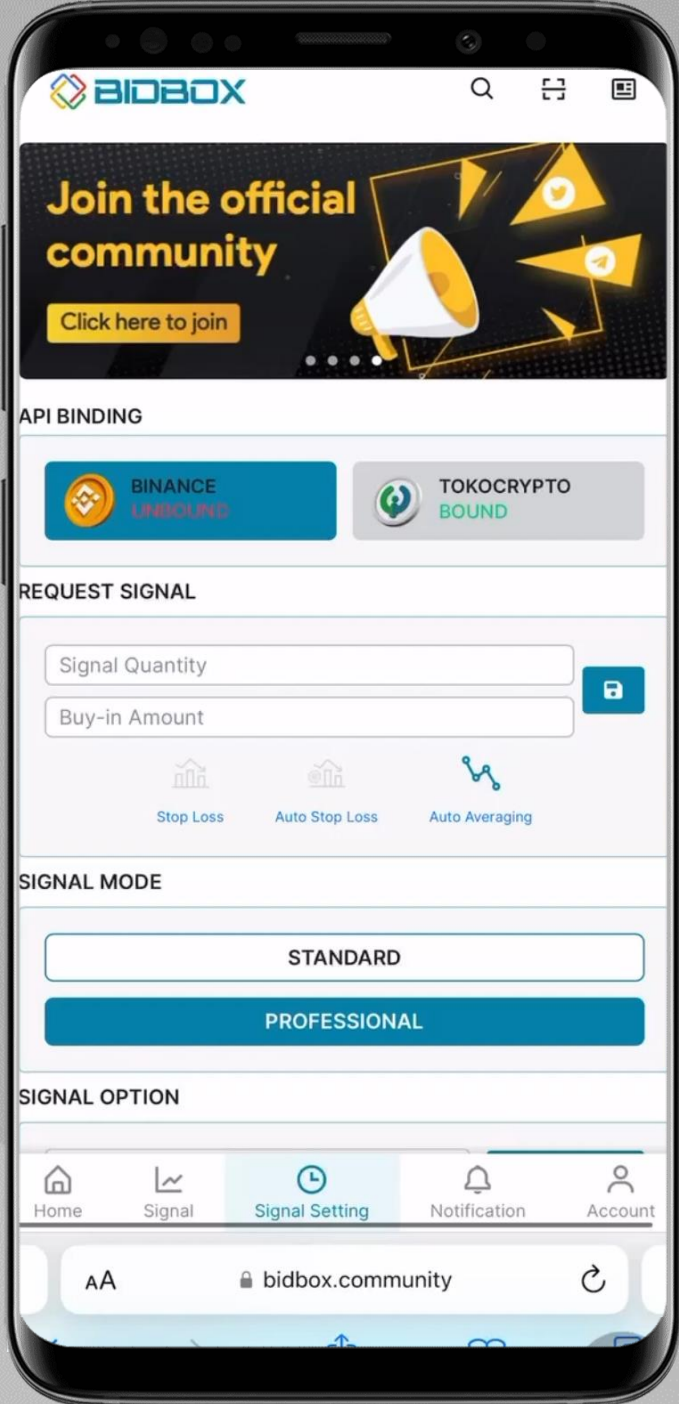 BIDBOX
Join the official
community
Click here to join
API BINDING
BINANCE
UNBOUND
TOKOCRYPTO
BOUND
REQUEST SIGNAL
Signal Quantity
Buy-in Amount
Stop Loss
Auto Stop Loss
Auto Averaging
SIGNAL MODE
STANDARD
PROFESSIONAL
SIGNAL OPTION
Home
Signal
Signal Setting
Notification
Account
AA
bidbox.community